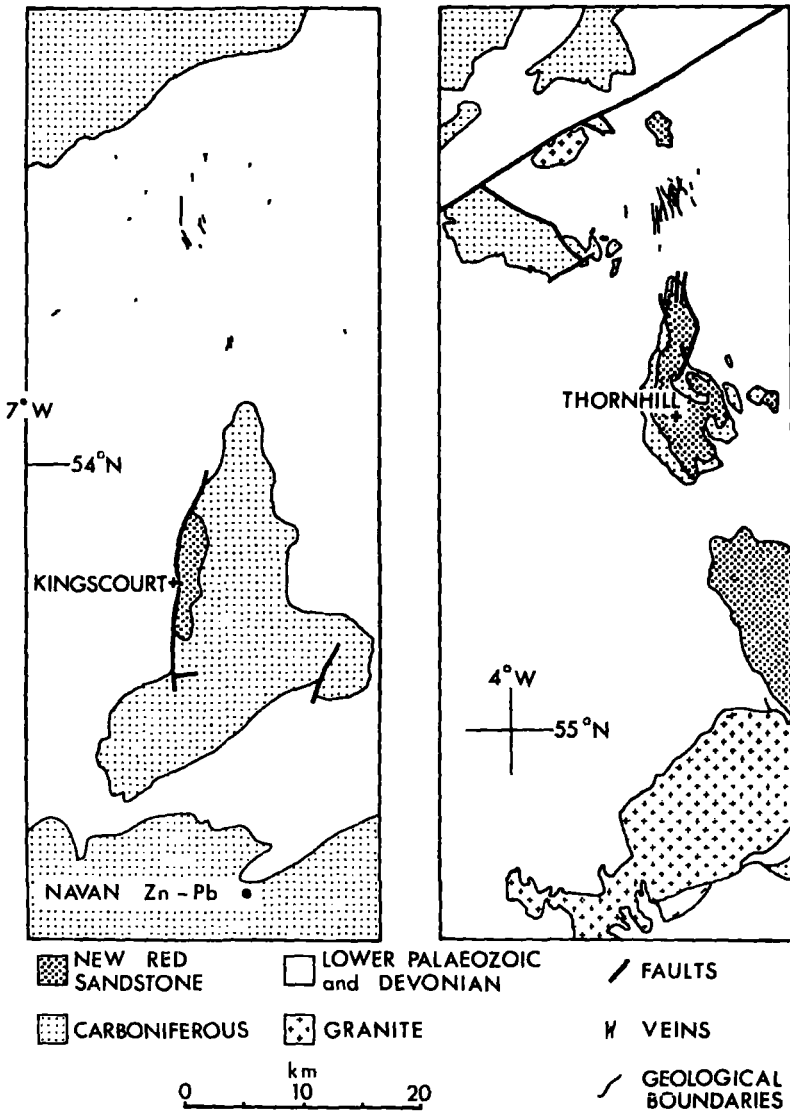 7°W
54°N
KINGSCOURT
NAVAN Zn-Pb
THORNHILL
4°W
55°N
NEW RED
SANDSTONE
LOWER PALAEOZOIC
and DEVONIAN
FAULTS
CARBONIFEROUS
GRANITE
VEINS
km
0 10 20
GEOLOGICAL
BOUNDARIES